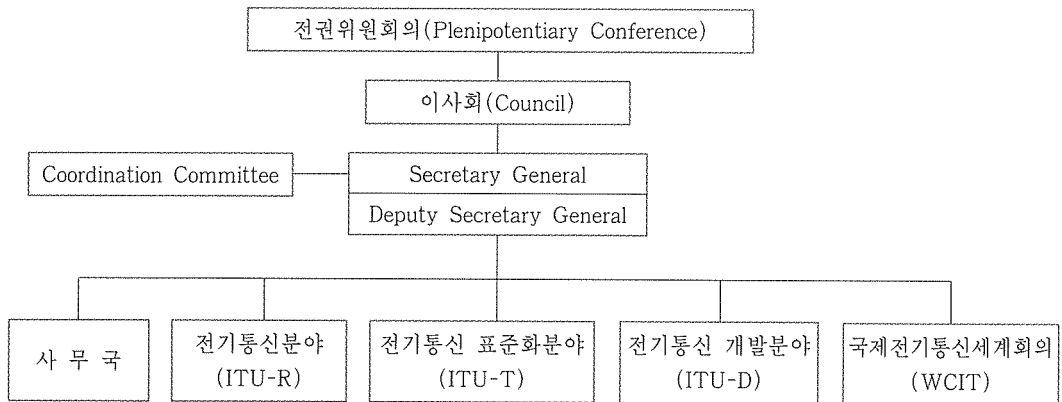 전권위원회의(Plenipotentiary Conference)
이사회(Council)
Coordination Committee
Secretary General
Deputy Secretary General
사 무 국
전기통신분야
(ITU-R)
전기통신 표준화분야
(ITU-T)
전기통신 개발분야
(ITU-D)
국제전기통신세계회의
(WCIT)